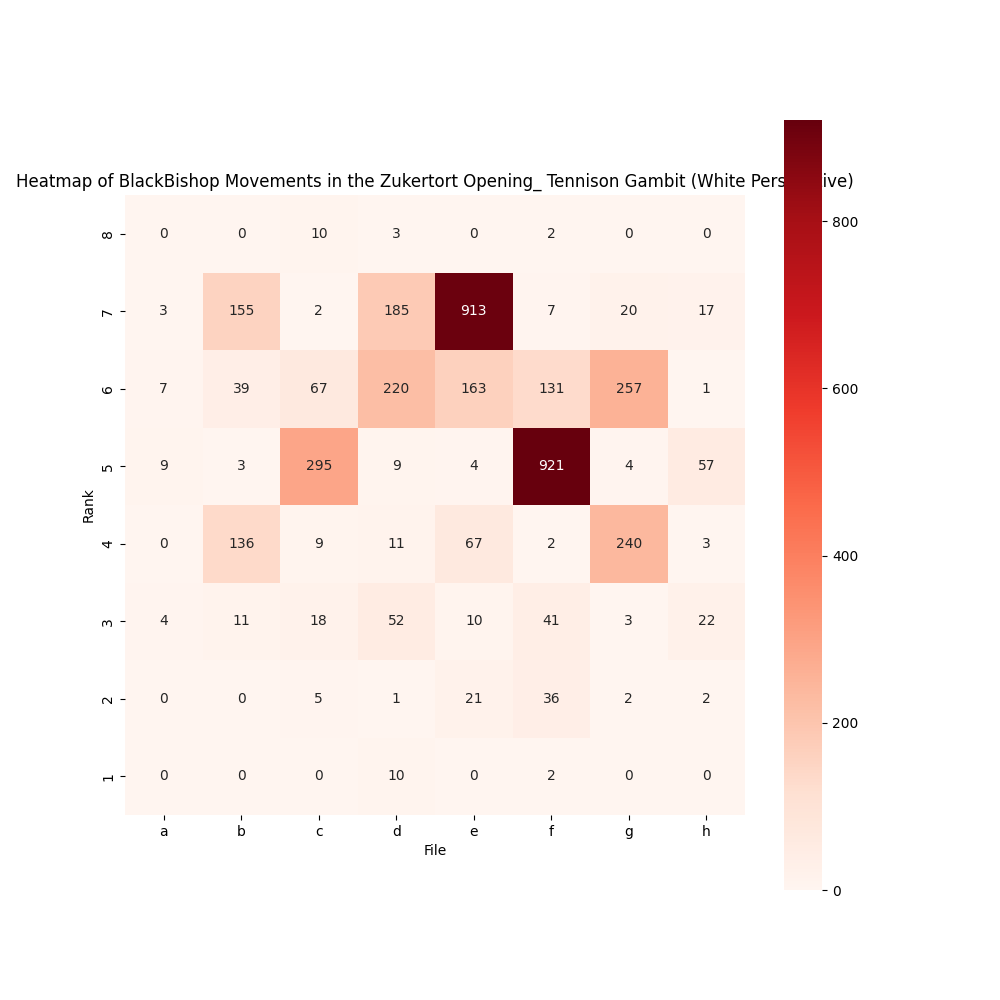 Heatmap of BlackBishop Movements in the Zukertort Opening_ Tennison Gambit (White Pers ive)
8 0 0 10 3 0 2 0 0
7 3 155 2 185 913 7 20 17
6 7 39 67 220 163 131 257 1
5 9 3 295 9 4 921 4 57
4 0 136 9 11 67 2 240 3
3 4 11 18 52 10 41 3 22
2 0 0 5 1 21 36 2 2
1 0 0 0 10 0 2 0 0
Rank
a b c d e f g h
File
800
600
400
200
0